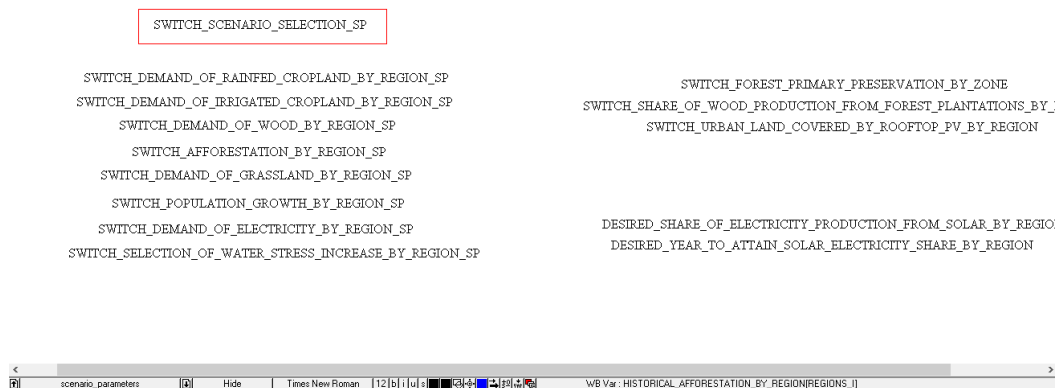 SWITCH_SCENARIO_SELECTION_SP
SWITCH_DEMAND_OF_RAINFED_CROPLAND_BY_REGION_SP
SWITCH_DEMAND_OF_IRRIGATED_CROPLAND_BY_REGION_SP
SWITCH_DEMAND_OF_WOOD_BY_REGION_SP
SWITCH_AFFORESTATION_BY_REGION_SP
SWITCH_DEMAND_OF_GRASSLAND_BY_REGION_SP
SWITCH_POPULATION_GROWTH_BY_REGION_SP
SWITCH_DEMAND_OF_ELECTRICITY_BY_REGION_SP
SWITCH_SELECTION_OF_WATER_STRESS_INCREASE_BY_REGION_SP
SWITCH_FOREST_PRIMARY_PRESERVATION_BY_ZONE
SWITCH_SHARE_OF_WOOD_PRODUCTION_FROM_FOREST_PLANTATIONS_BY_
SWITCH_URBAN_LAND_COVERED_BY_ROOFTOP_PV_BY_REGION
DESIRED_SHARE_OF_ELECTRICITY_PRODUCTION_FROM_SOLAR_BY_REGION
DESIRED_YEAR_TO_ATTAIN_SOLAR_ELECTRICITY_SHARE_BY_REGION
scenario_parameters Hide Times New Roman 12 b i u s WB Var : HISTORICAL_AFFORESTATION_BY_REGION[REGIONS_I]